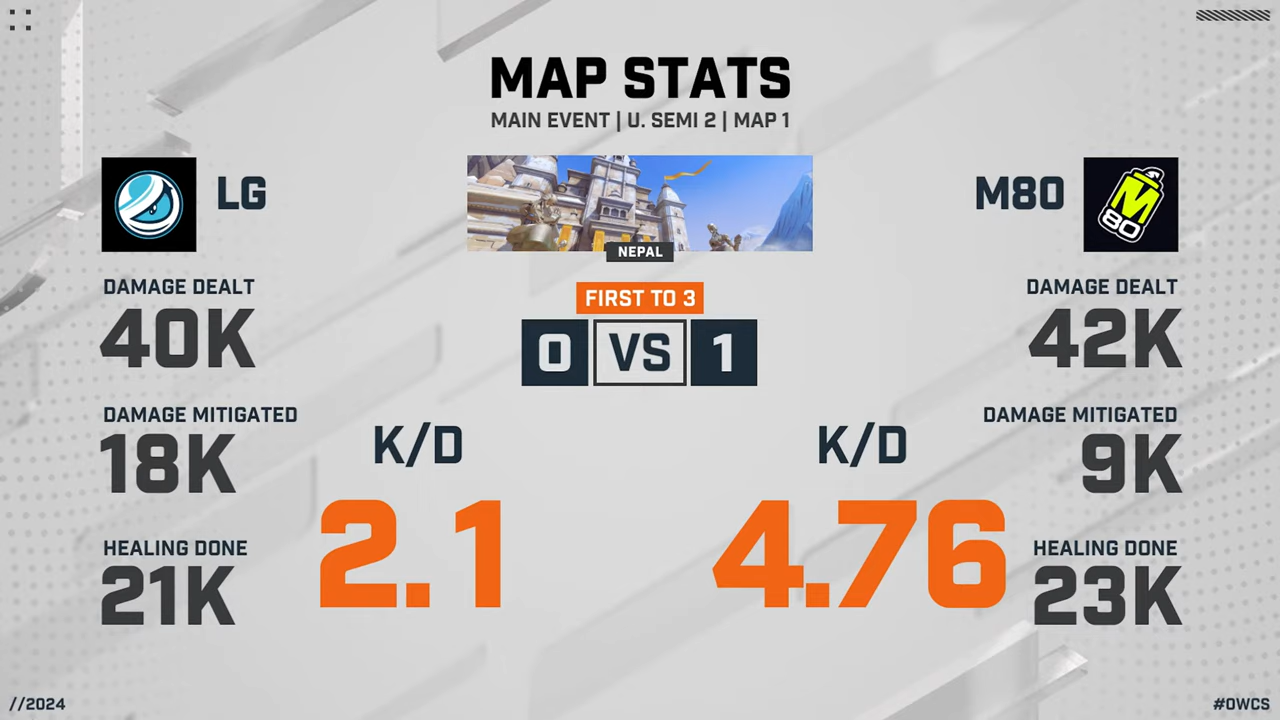 MAP STATS
MAIN EVENT | U. SEMI 2 | MAP 1
LG
NEPAL
M80
M
80
FIRST TO 3
0 VS 1
DAMAGE DEALT
40K
DAMAGE MITIGATED
18K
HEALING DONE
21K
K/D
2.1
K/D
4.76
DAMAGE DEALT
42K
DAMAGE MITIGATED
9K
HEALING DONE
23K
//2024
#OWCS